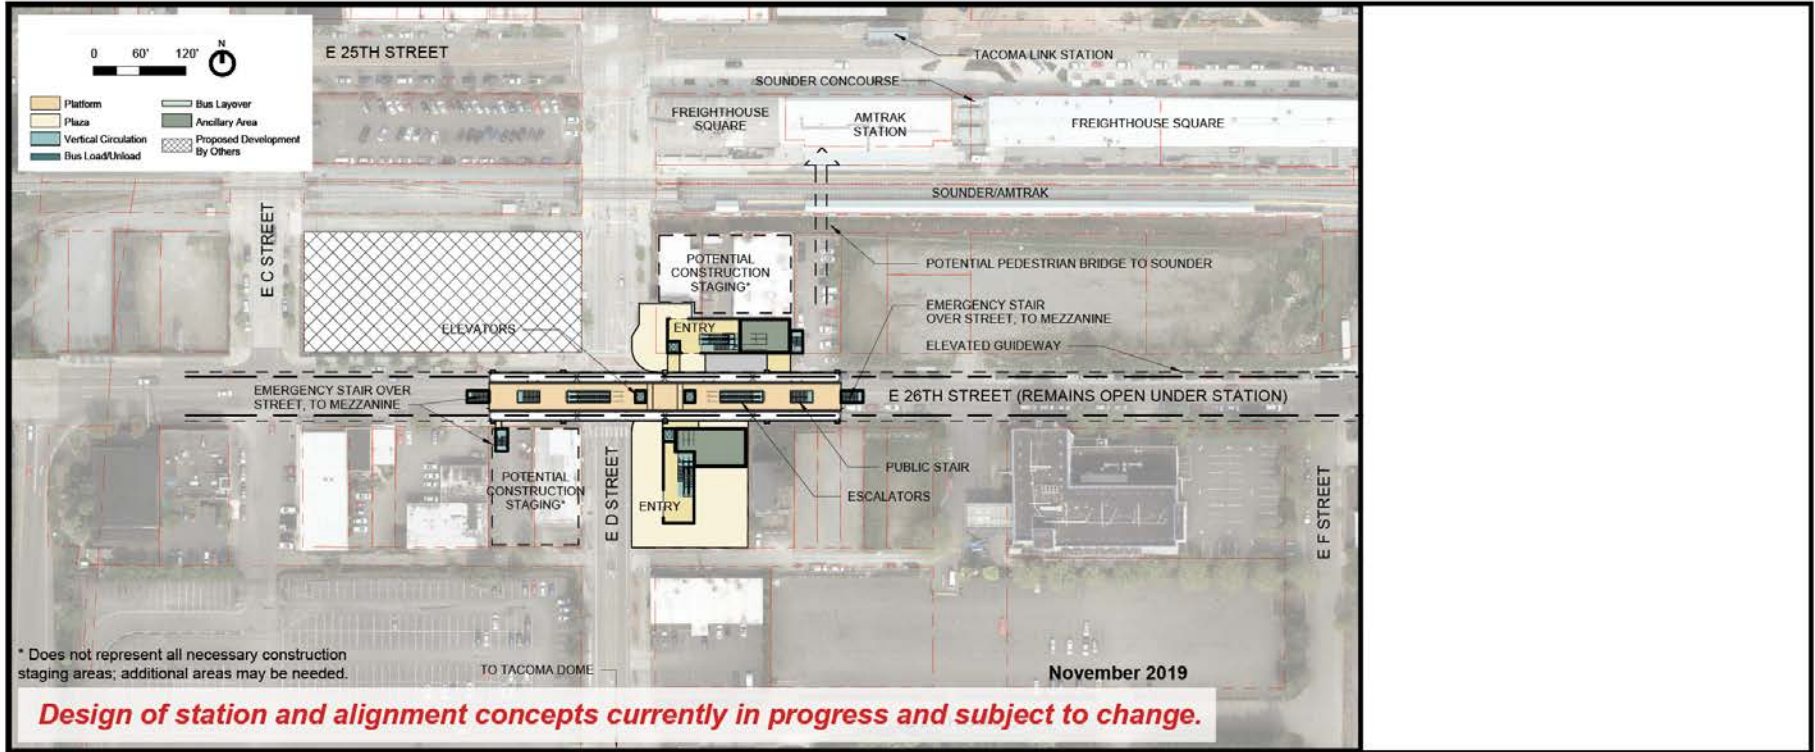 0 60' 120'
N
Platform
Plaza
Vertical Circulation
Bus Load/Unload
Bus Layover
Ancillary Area
Proposed Development
By Others
E 25TH STREET
TACOMA LINK STATION
SOUNDER CONCOURSE
FREIGHTHOUSE
SQUARE
AMTRAK
STATION
FREIGHTHOUSE SQUARE
SOUNDER/AMTRAK
E C STREET
POTENTIAL
CONSTRUCTION
STAGING*
POTENTIAL PEDESTRIAN BRIDGE TO SOUNDER
EMERGENCY STAIR
OVER STREET, TO MEZZANINE
ELEVATORS
ENTRY
ELEVATED GUIDEWAY
EMERGENCY STAIR OVER
STREET, TO MEZZANINE
E 26TH STREET (REMAINS OPEN UNDER STATION)
PUBLIC STAIR
ESCALATORS
POTENTIAL
CONSTRUCTION
STAGING*
E D STREET
ENTRY
E F STREET
* Does not represent all necessary construction
staging areas; additional areas may be needed.
TO TACOMA DOME
November 2019
Design of station and alignment concepts currently in progress and subject to change.